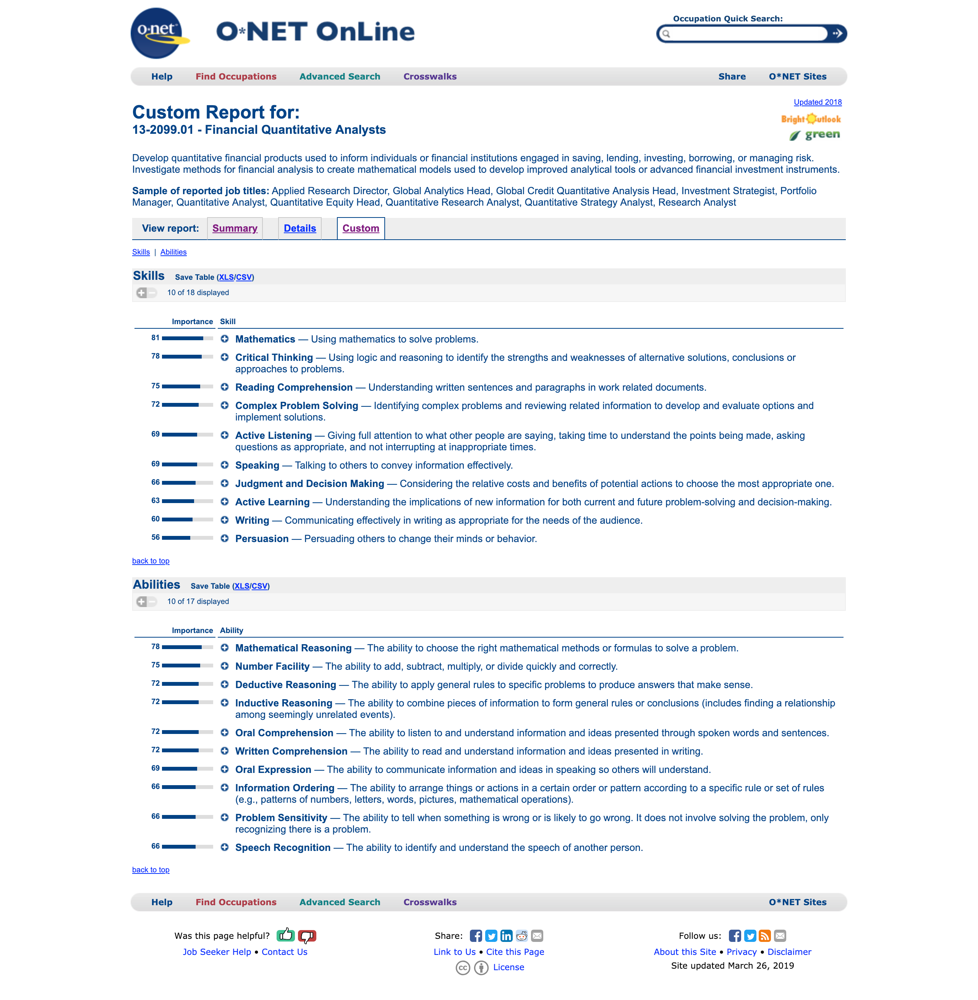 o·net®
O*NET OnLine
Occupation Quick Search:
Help Find Occupations Advanced Search Crosswalks Share O*NET Sites
Updated 2018
Custom Report for:
13-2099.01 - Financial Quantitative Analysts
Bright Outlook
green
Develop quantitative financial products used to inform individuals or financial institutions engaged in saving, lending, investing, borrowing, or managing risk.
Investigate methods for financial analysis to create mathematical models used to develop improved analytical tools or advanced financial investment instruments.
Sample of reported job titles: Applied Research Director, Global Analytics Head, Global Credit Quantitative Analysis Head, Investment Strategist, Portfolio
Manager, Quantitative Analyst, Quantitative Equity Head, Quantitative Research Analyst, Quantitative Strategy Analyst, Research Analyst
View report: Summary Details Custom
Skills | Abilities
Skills Save Table (XLS/CSV)
10 of 18 displayed
Importance Skill
81 Mathematics — Using mathematics to solve problems.
78 Critical Thinking — Using logic and reasoning to identify the strengths and weaknesses of alternative solutions, conclusions or
approaches to problems.
75 Reading Comprehension — Understanding written sentences and paragraphs in work related documents.
72 Complex Problem Solving — Identifying complex problems and reviewing related information to develop and evaluate options and
implement solutions.
69 Active Listening — Giving full attention to what other people are saying, taking time to understand the points being made, asking
questions as appropriate, and not interrupting at inappropriate times.
69 Speaking — Talking to others to convey information effectively.
66 Judgment and Decision Making — Considering the relative costs and benefits of potential actions to choose the most appropriate one.
63 Active Learning — Understanding the implications of new information for both current and future problem-solving and decision-making.
60 Writing — Communicating effectively in writing as appropriate for the needs of the audience.
56 Persuasion — Persuading others to change their minds or behavior.
back to top
Abilities Save Table (XLS/CSV)
10 of 17 displayed
Importance Ability
78 Mathematical Reasoning — The ability to choose the right mathematical methods or formulas to solve a problem.
75 Number Facility — The ability to add, subtract, multiply, or divide quickly and correctly.
72 Deductive Reasoning — The ability to apply general rules to specific problems to produce answers that make sense.
72 Inductive Reasoning — The ability to combine pieces of information to form general rules or conclusions (includes finding a relationship
among seemingly unrelated events).
72 Oral Comprehension — The ability to listen to and understand information and ideas presented through spoken words and sentences.
72 Written Comprehension — The ability to read and understand information and ideas presented in writing.
69 Oral Expression — The ability to communicate information and ideas in speaking so others will understand.
66 Information Ordering — The ability to arrange things or actions in a certain order or pattern according to a specific rule or set of rules
(e.g., patterns of numbers, letters, words, pictures, mathematical operations).
66 Problem Sensitivity — The ability to tell when something is wrong or is likely to go wrong. It does not involve solving the problem, only
recognizing there is a problem.
66 Speech Recognition — The ability to identify and understand the speech of another person.
back to top
Help Find Occupations Advanced Search Crosswalks O*NET Sites
Was this page helpful? Share: Follow us:
Job Seeker Help • Contact Us Link to Us • Cite this Page About this Site • Privacy • Disclaimer
cc License Site updated March 26, 2019